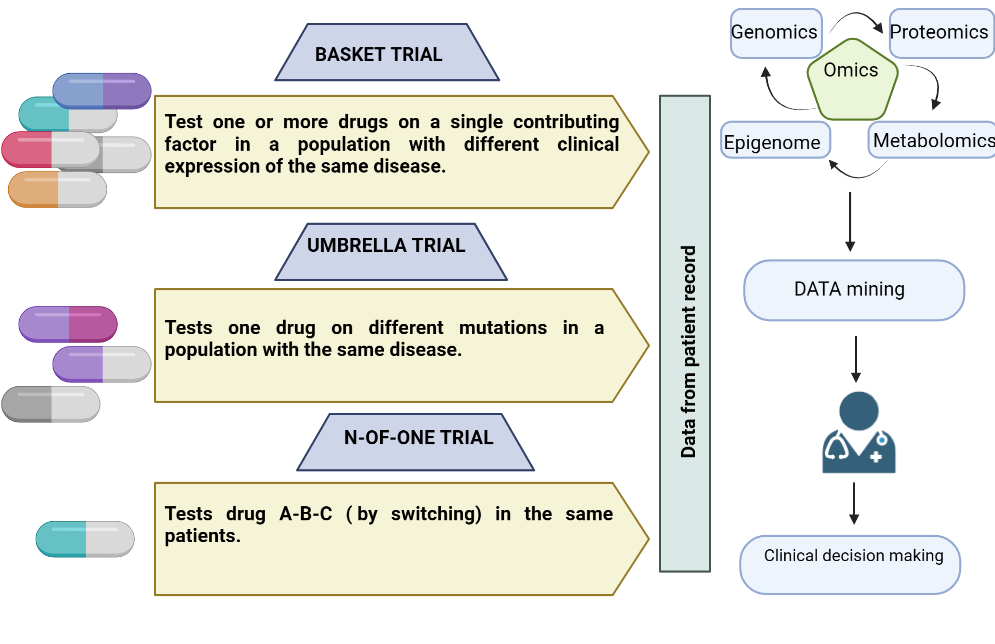 BASKET TRIAL
Test one or more drugs on a single contributing
factor in a population with different clinical
expression of the same disease.
UMBRELLA TRIAL
Tests one drug on different mutations in a
population with the same disease.
N-OF-ONE TRIAL
Tests drug A-B-C ( by switching) in the same
patients.
Data from patient record
Genomics
Proteomics
Omics
Epigenome
Metabolomics
DATA mining
Clinical decision making